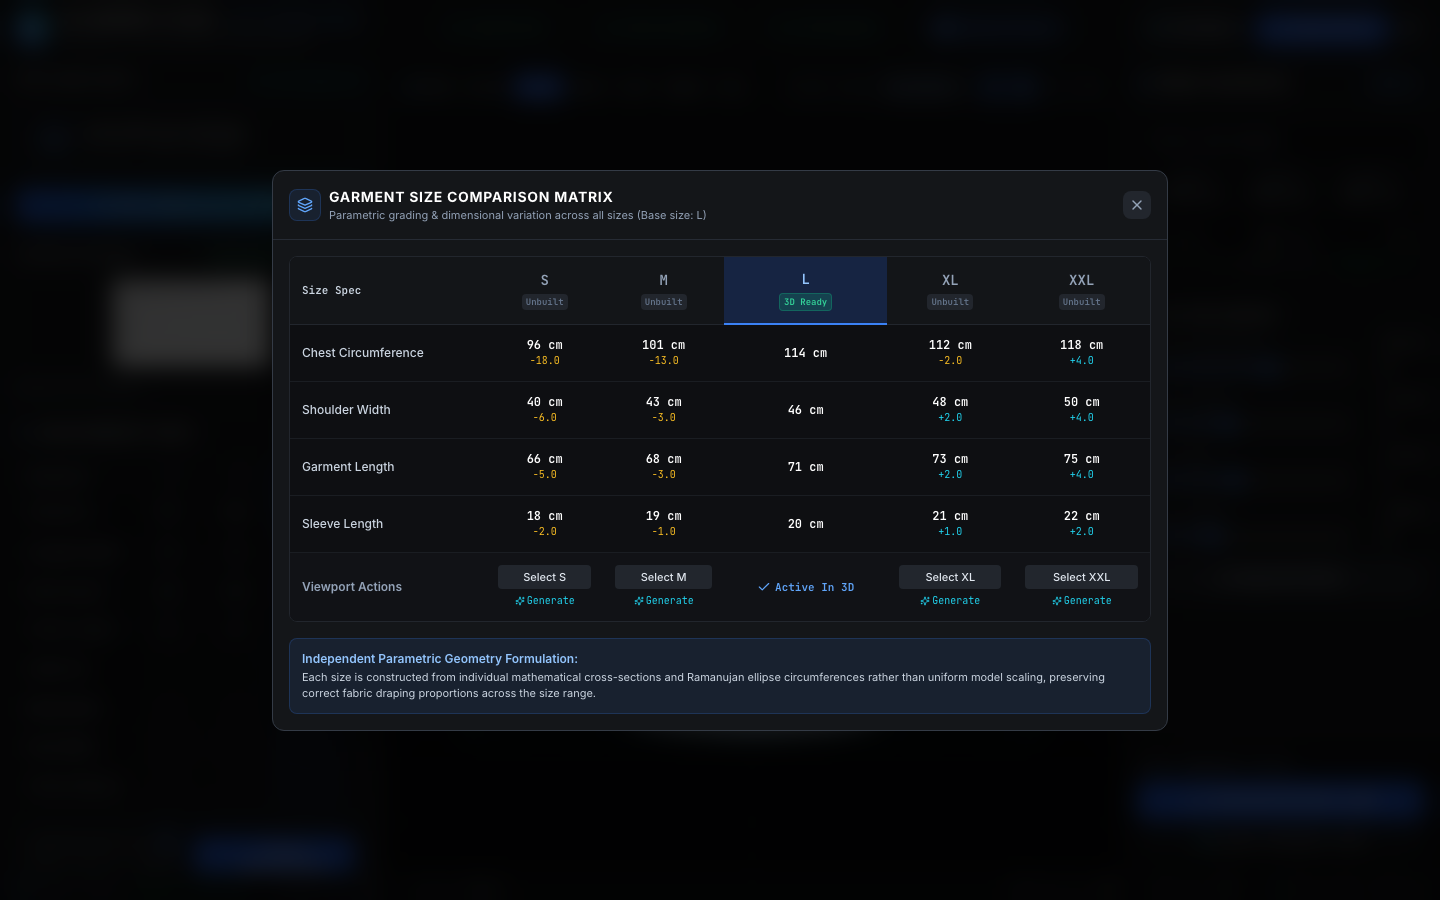 GARMENT SIZE COMPARISON MATRIX
Parametric grading & dimensional variation across all sizes (Base size: L)
Size Spec S M L XL XXL
Unbuilt Unbuilt 3D Ready Unbuilt Unbuilt
Chest Circumference 96 cm 101 cm 114 cm 112 cm 118 cm
-18.0 -13.0 -2.0 +4.0
Shoulder Width 40 cm 43 cm 46 cm 48 cm 50 cm
-6.0 -3.0 +2.0 +4.0
Garment Length 66 cm 68 cm 71 cm 73 cm 75 cm
-5.0 -3.0 +2.0 +4.0
Sleeve Length 18 cm 19 cm 20 cm 21 cm 22 cm
-2.0 -1.0 +1.0 +2.0
Viewport Actions Select S Select M Active In 3D Select XL Select XXL
Generate Generate Generate Generate
Independent Parametric Geometry Formulation:
Each size is constructed from individual mathematical cross-sections and Ramanujan ellipse circumferences rather than uniform model scaling, preserving
correct fabric draping proportions across the size range.